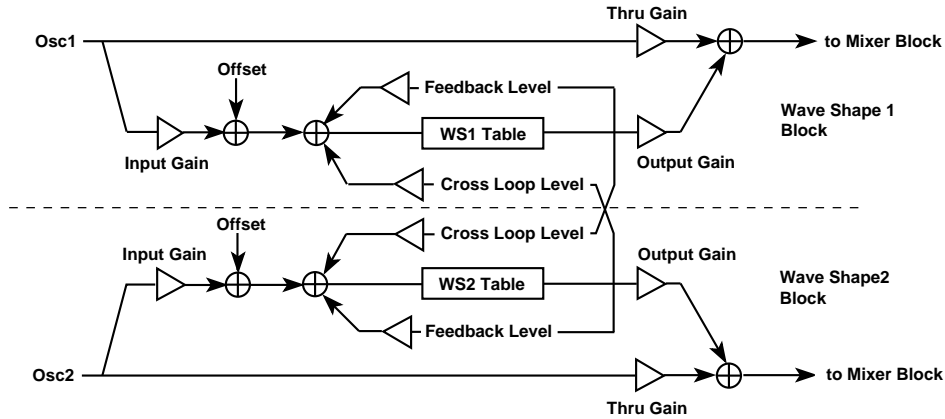 Thru Gain
Osc1
to Mixer Block
Offset
Feedback Level
Wave Shape 1
Block
WS1 Table
Input Gain
Output Gain
Cross Loop Level
Offset
Cross Loop Level
Input Gain
Output Gain
Wave Shape2
Block
WS2 Table
Feedback Level
Osc2
to Mixer Block
Thru Gain